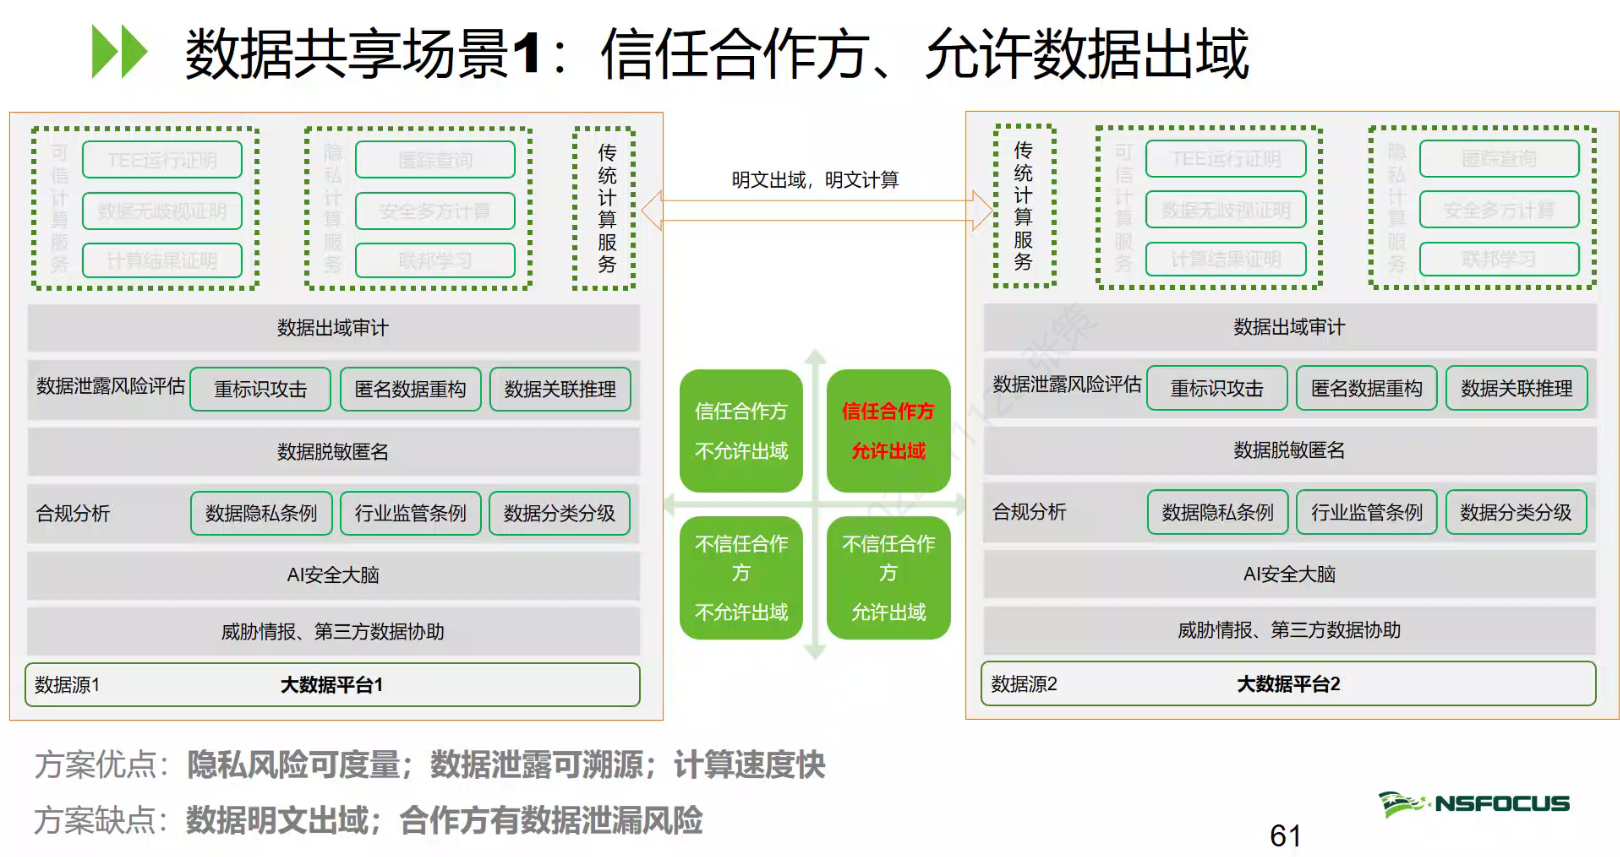 数据共享场景1：信任合作方、允许数据出域
可信计算服务
TEE运行证明
数据无歧视证明
计算结果证明
隐私计算服务
匿踪查询
安全多方计算
联邦学习
传统计算服务
数据出域审计
数据泄露风险评估
重标识攻击
匿名数据重构
数据关联推理
数据脱敏匿名
合规分析
数据隐私条例
行业监管条例
数据分类分级
AI安全大脑
威胁情报、第三方数据协助
数据源1
大数据平台1
明文出域，明文计算
信任合作方
不允许出域
信任合作方
允许出域
不信任合作
方
不允许出域
不信任合作
方
允许出域
传统计算服务
可信计算服务
TEE运行证明
数据无歧视证明
计算结果证明
隐私计算服务
匿踪查询
安全多方计算
联邦学习
数据出域审计
数据泄露风险评估
重标识攻击
匿名数据重构
数据关联推理
数据脱敏匿名
合规分析
数据隐私条例
行业监管条例
数据分类分级
AI安全大脑
威胁情报、第三方数据协助
数据源2
大数据平台2
张策
方案优点：隐私风险可度量；数据泄露可溯源；计算速度快
方案缺点：数据明文出域；合作方有数据泄漏风险
NSFOCUS
61